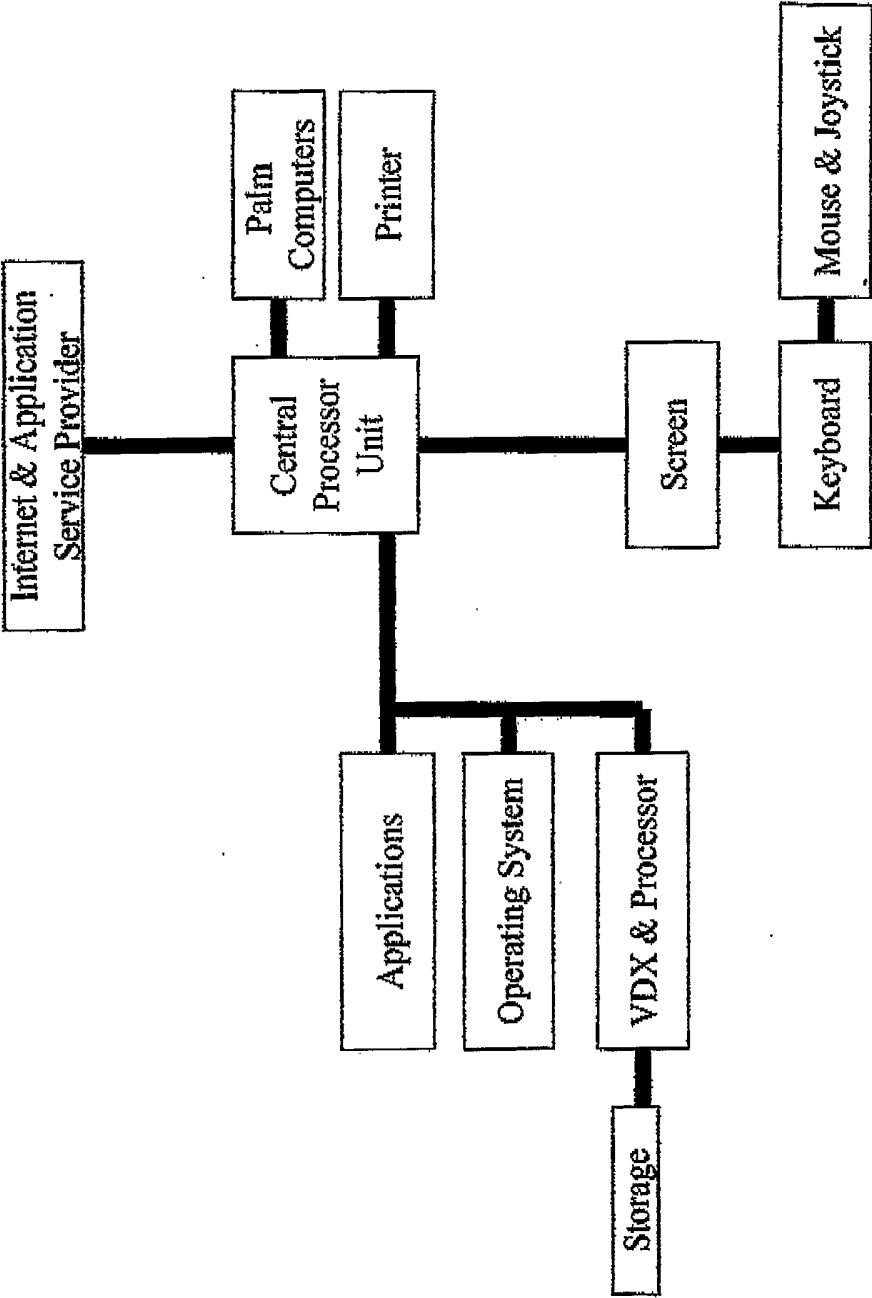 Internet & Application
Service Provider
Palm
Computers
Printer
Central
Processor
Unit
Screen
Keyboard
Mouse & Joystick
Applications
Operating System
VDX & Processor
Storage